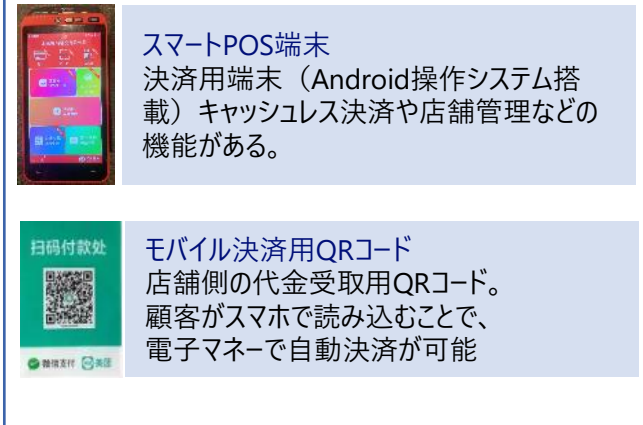 スマートPOS端末
決済用端末（Android操作システム搭
載）キャッシュレス決済や店舗管理などの
機能がある。
扫码付款处
微信支付 美团
モバイル決済用QRコード
店舗側の代金受取用QRコード。
顧客がスマホで読み込むことで、
電子マネーで自動決済が可能